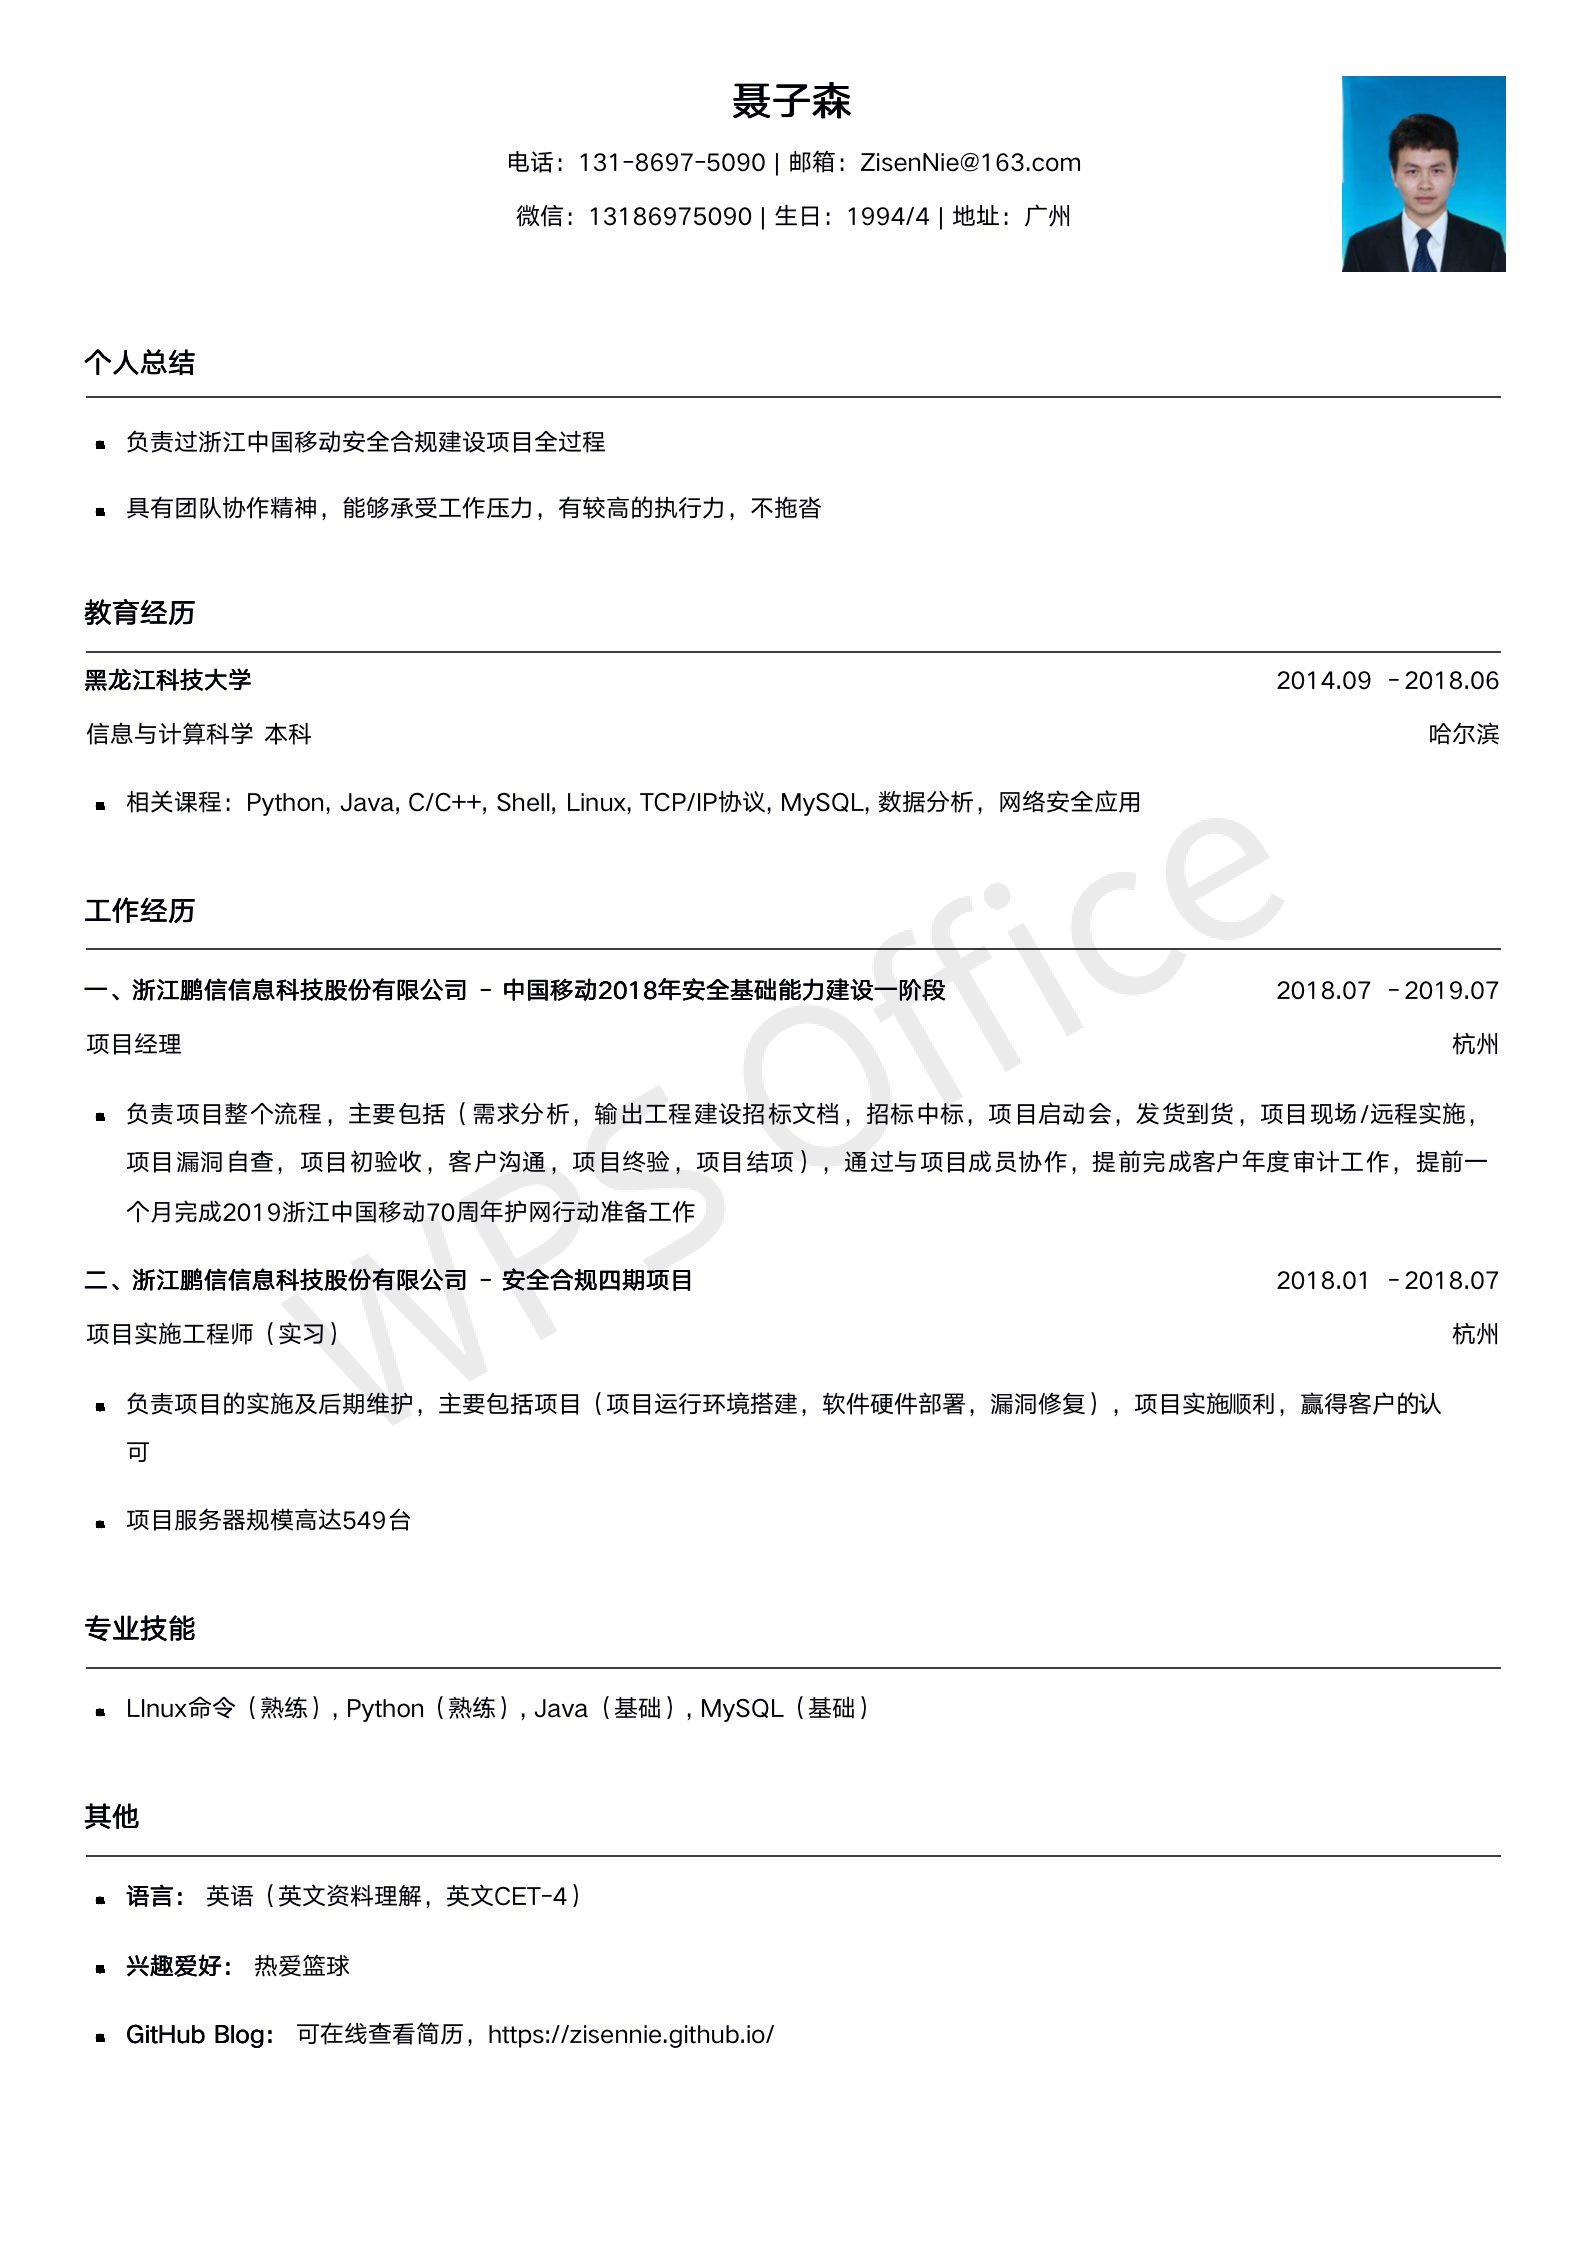 聂子森
电话：131-8697-5090 | 邮箱：ZisenNie@163.com
微信：13186975090 | 生日：1994/4 | 地址：广州
个人总结
负责过浙江中国移动安全合规建设项目全过程
具有团队协作精神，能够承受工作压力，有较高的执行力，不拖沓
教育经历
黑龙江科技大学 2014.09 -2018.06
信息与计算科学 本科 哈尔滨
相关课程：Python, Java, C/C++, Shell, Linux, TCP/IP协议, MySQL, 数据分析，网络安全应用
工作经历
一、浙江鹏信信息科技股份有限公司 - 中国移动2018年安全基础能力建设一阶段 2018.07 -2019.07
项目经理 杭州
负责项目整个流程，主要包括（需求分析，输出工程建设招标文档，招标中标，项目启动会，发货到货，项目现场/远程实施，
项目漏洞自查，项目初验收，客户沟通，项目终验，项目结项），通过与项目成员协作，提前完成客户年度审计工作，提前一
个月完成2019浙江中国移动70周年护网行动准备工作
二、浙江鹏信信息科技股份有限公司 - 安全合规四期项目 2018.01 -2018.07
项目实施工程师（实习） 杭州
负责项目的实施及后期维护，主要包括项目（项目运行环境搭建，软件硬件部署，漏洞修复），项目实施顺利，赢得客户的认
可
项目服务器规模高达549台
专业技能
LInux命令（熟练）, Python（熟练）, Java（基础）, MySQL（基础）
其他
语言： 英语（英文资料理解，英文CET-4）
兴趣爱好： 热爱篮球
GitHub Blog： 可在线查看简历，https://zisennie.github.io/
WPS Office